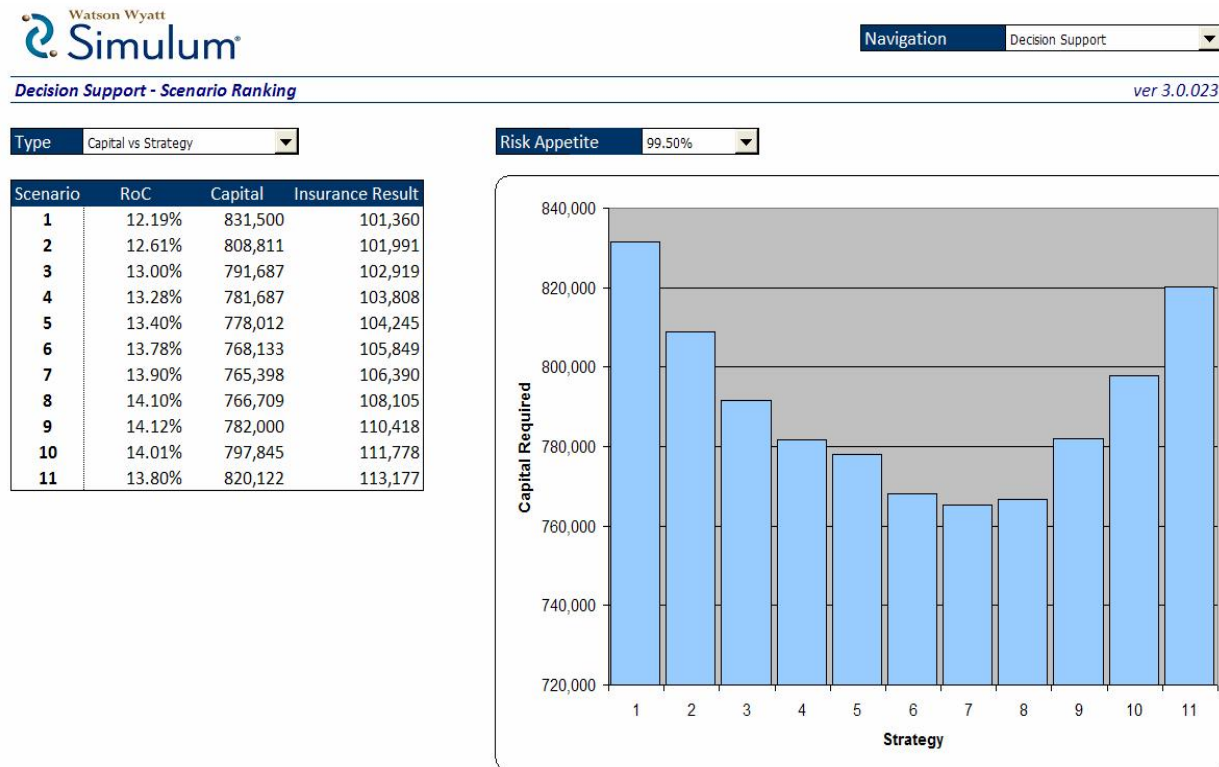 Watson Wyatt
Simulum
Navigation Decision Support
Decision Support - Scenario Ranking ver 3.0.023
Type Capital vs Strategy Risk Appetite 99.50%
Scenario RoC Capital Insurance Result
1 12.19% 831,500 101,360
2 12.61% 808,811 101,991
3 13.00% 791,687 102,919
4 13.28% 781,687 103,808
5 13.40% 778,012 104,245
6 13.78% 768,133 105,849
7 13.90% 765,398 106,390
8 14.10% 766,709 108,105
9 14.12% 782,000 110,418
10 14.01% 797,845 111,778
11 13.80% 820,122 113,177
Capital Required
840,000
820,000
800,000
780,000
760,000
740,000
720,000
1 2 3 4 5 6 7 8 9 10 11
Strategy